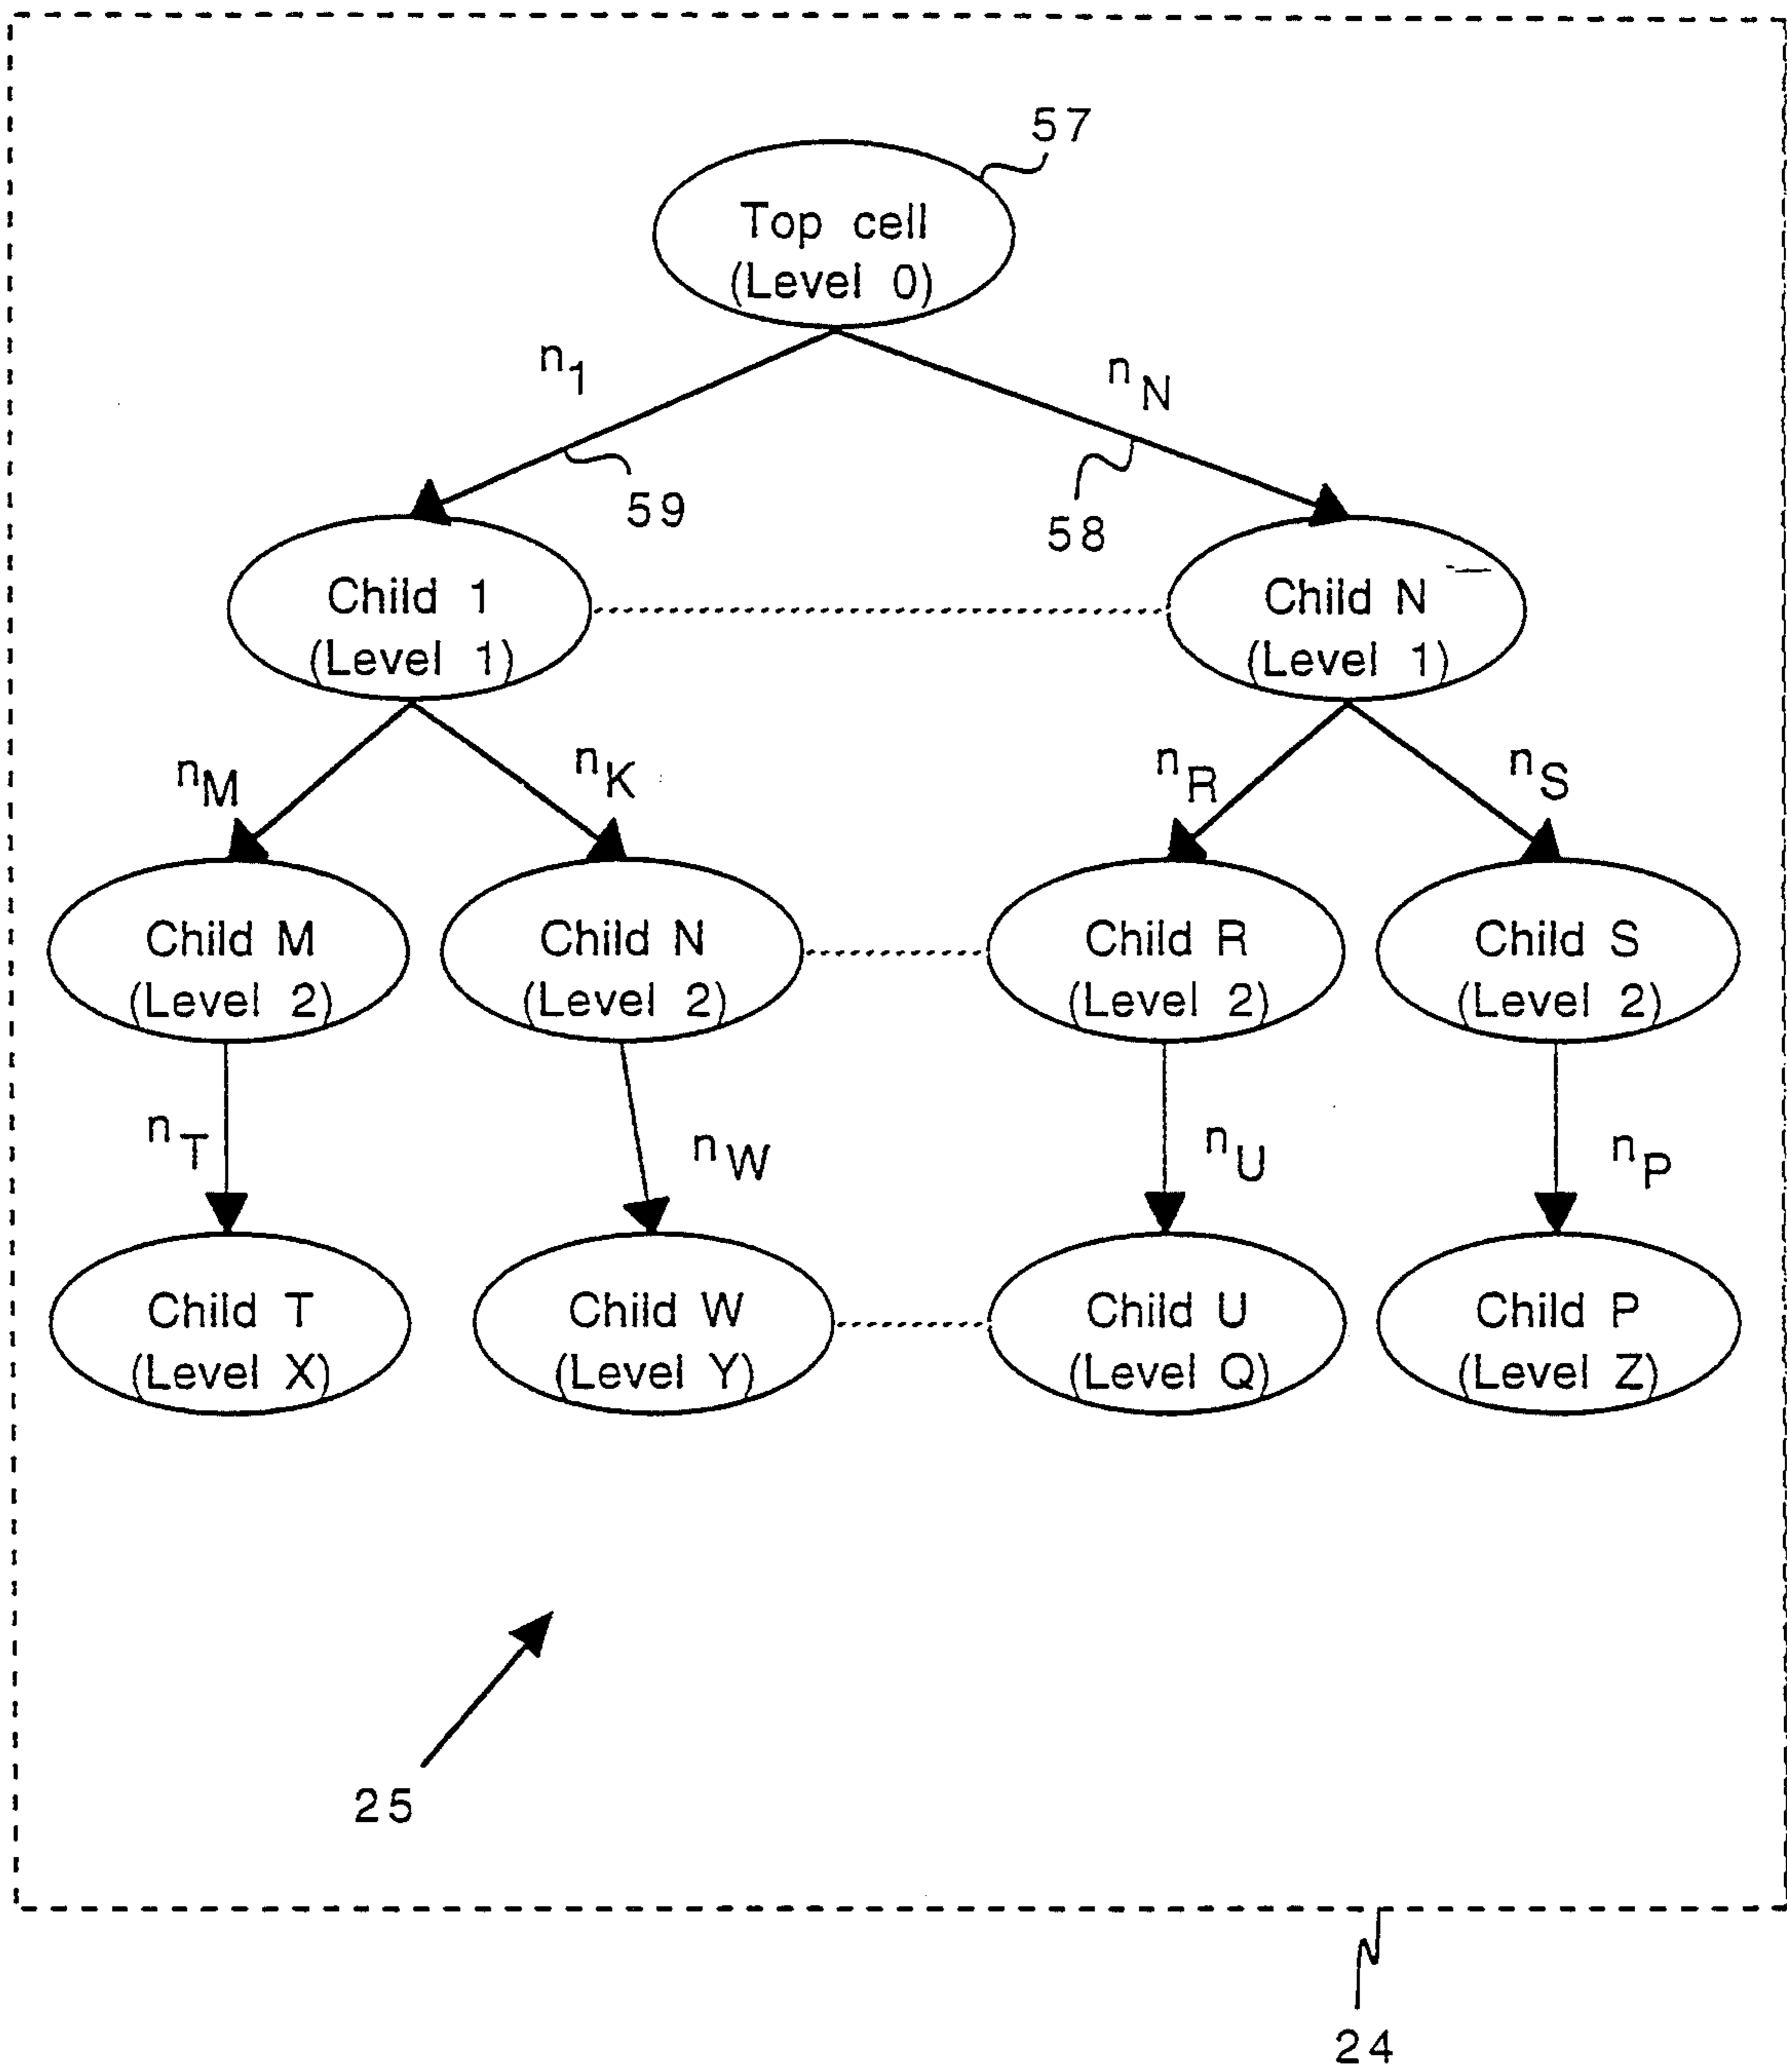 57
Top cell
(Level 0)
n1
nN
59
58
Child 1
(Level 1)
Child N
(Level 1)
nM
nK
nR
nS
Child M
(Level 2)
Child N
(Level 2)
Child R
(Level 2)
Child S
(Level 2)
nT
nW
nU
nP
Child T
(Level X)
Child W
(Level Y)
Child U
(Level Q)
Child P
(Level Z)
25
24